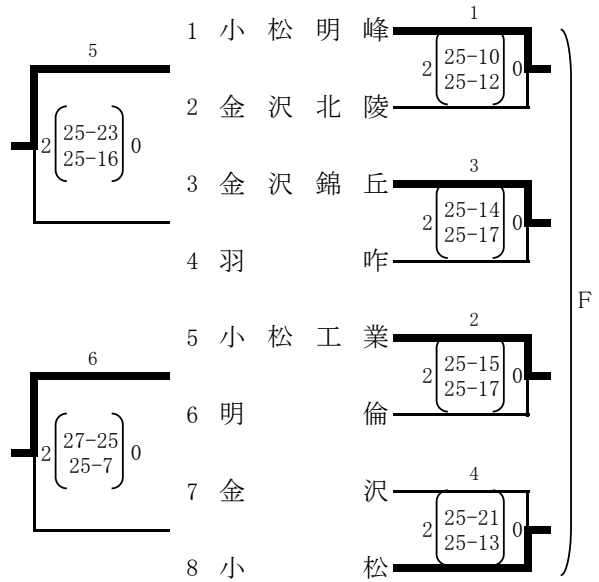 1
1 小 松 明 峰
5
2 25-10 0
25-12
2 金 沢 北 陵
2 25-23 0
25-16
3
3 金 沢 錦 丘
2 25-14 0
25-17
4 羽 咋
F
2
5 小 松 工 業
6
2 25-15 0
25-17
6 明 倫
2 27-25 0
25-7
4
7 金 沢
2 25-21 0
25-13
8 小 松